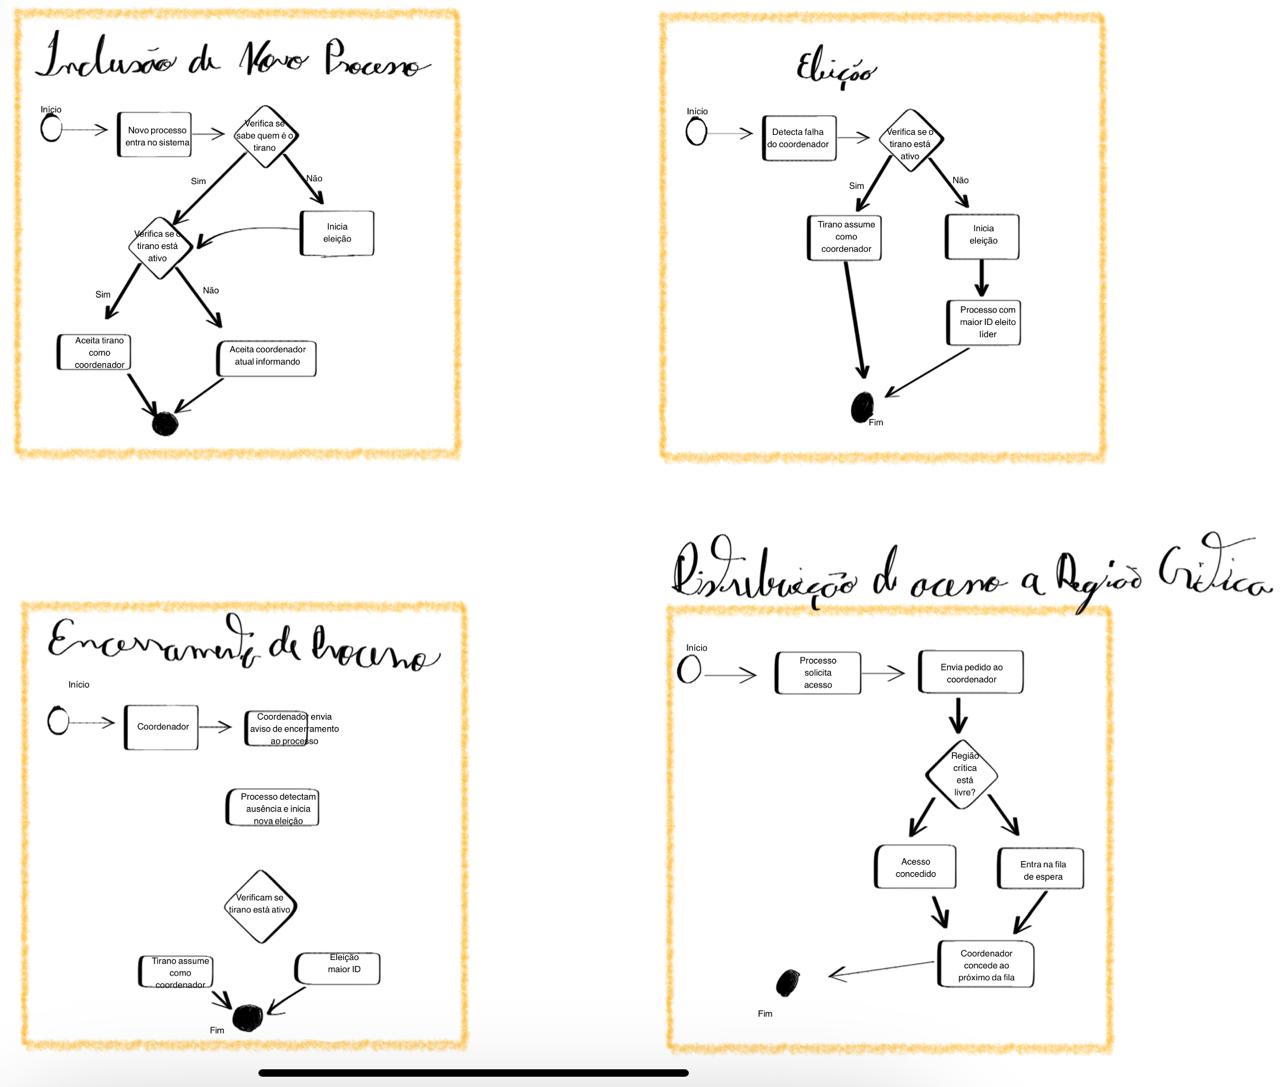 Inclusão de Novo Processo
Início
Novo processo
entra no sistema
Verifica se
sabe quem é o
tirano
Sim
Não
Verifica se o
tirano está
ativo
Inicia
eleição
Sim
Não
Aceita tirano
como
coordenador
Aceita coordenador
atual informando
Eleição
Início
Detecta falha
do coordenador
Verifica se o
tirano está
ativo
Sim
Não
Tirano assume
como
coordenador
Inicia
eleição
Processo com
maior ID eleito
líder
Fim
Encerramento de Processo
Início
Coordenador
Coordenador envia
aviso de encerramento
ao processo
Processo detectam
ausência e inicia
nova eleição
Verificam se
tirano está ativo
Tirano assume
como
coordenador
Eleição
maior ID
Fim
Distribuição de acesso a Região Crítica
Início
Processo
solicita
acesso
Envia pedido ao
coordenador
Região
crítica
está
livre?
Acesso
concedido
Entra na fila
de espera
Coordenador
concede ao
próximo da fila
Fim